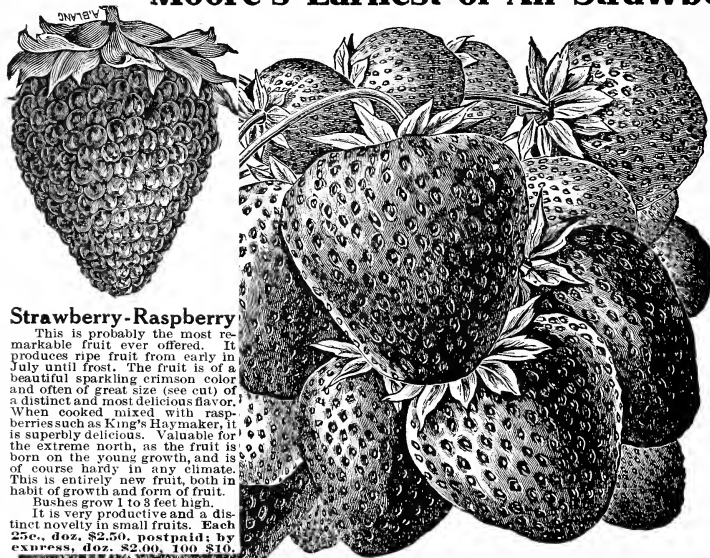 Moore's Earliest of All Strawbe
A.BLANC
Strawberry-Raspberry
This is probably the most re-
markable fruit ever offered. It
produces ripe fruit from early in
July until frost. The fruit is of a
beautiful sparkling crimson color
and often of great size (see cut) of
a distinct and most delicious flavor.
When cooked mixed with rasp-
berries such as King's Haymaker, it
is superbly delicious. Valuable for
the extreme north, as the fruit is
born on the young growth, and is
of course hardy in any climate.
This is entirely new fruit, both in
habit of growth and form of fruit.
Bushes grow 1 to 3 feet high.
It is very productive and a dis-
tinct novelty in small fruits. Each
25c., doz. $2.50. postpaid; by
express, doz. $2.00, 100 $10.